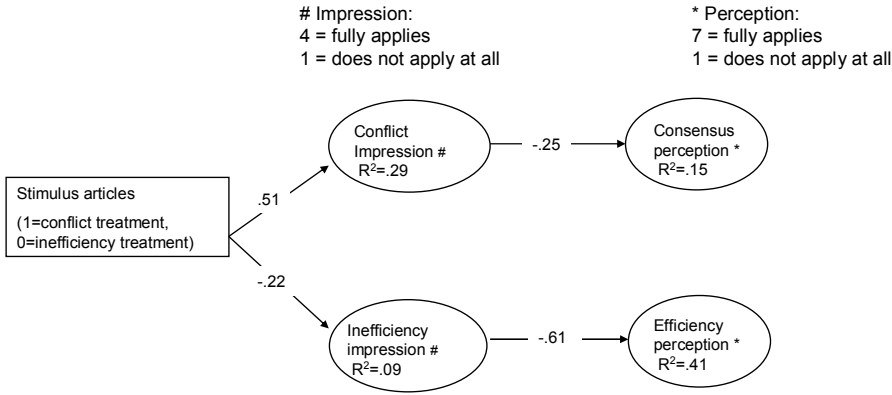 # Impression:
4 = fully applies
1 = does not apply at all
* Perception:
7 = fully applies
1 = does not apply at all
Conflict
Impression #
R²=.29
-.25
Consensus
perception *
R²=.15
Stimulus articles
(1=conflict treatment,
0=inefficiency treatment)
.51
-.22
Inefficiency
impression #
R²=.09
-.61
Efficiency
perception *
R²=.41